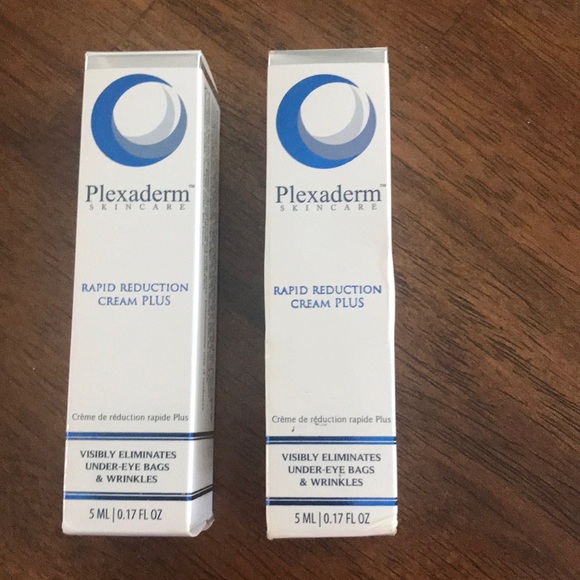 Plexaderm™
SKINCARE
RAPID REDUCTION
CREAM PLUS
Crème de réduction rapide Plus
VISIBLY ELIMINATES
UNDER-EYE BAGS
& WRINKLES
5 ML | 0.17 FL OZ
Plexaderm™
SKINCARE
RAPID REDUCTION
CREAM PLUS
Crème de réduction rapide Plus
VISIBLY ELIMINATES
UNDER-EYE BAGS
& WRINKLES
5 ML | 0.17 FL OZ